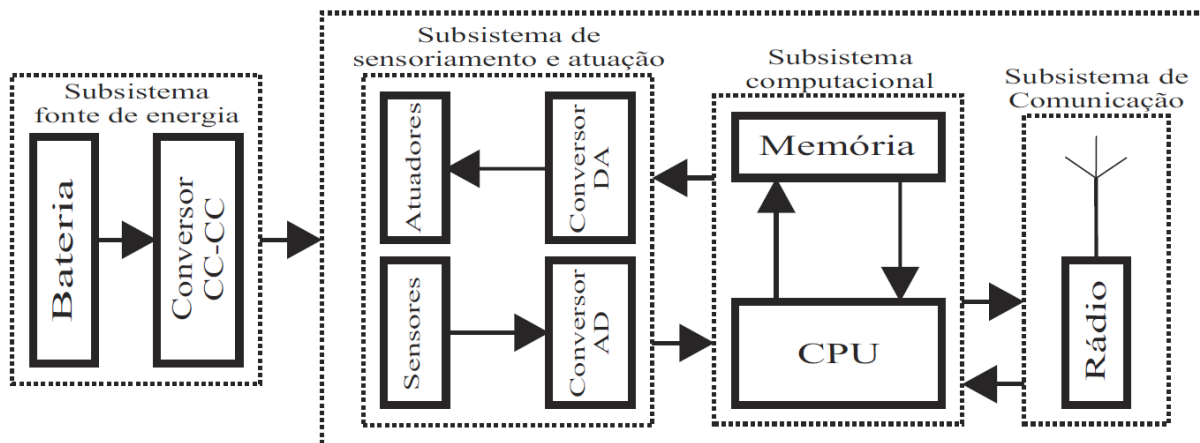 Subsistema
fonte de energia
Bateria
Conversor
CC-CC
Subsistema de
sensoriamento e atuação
Atuadores
Conversor
DA
Sensores
Conversor
AD
Subsistema
computacional
Memória
CPU
Subsistema de
Comunicação
Rádio